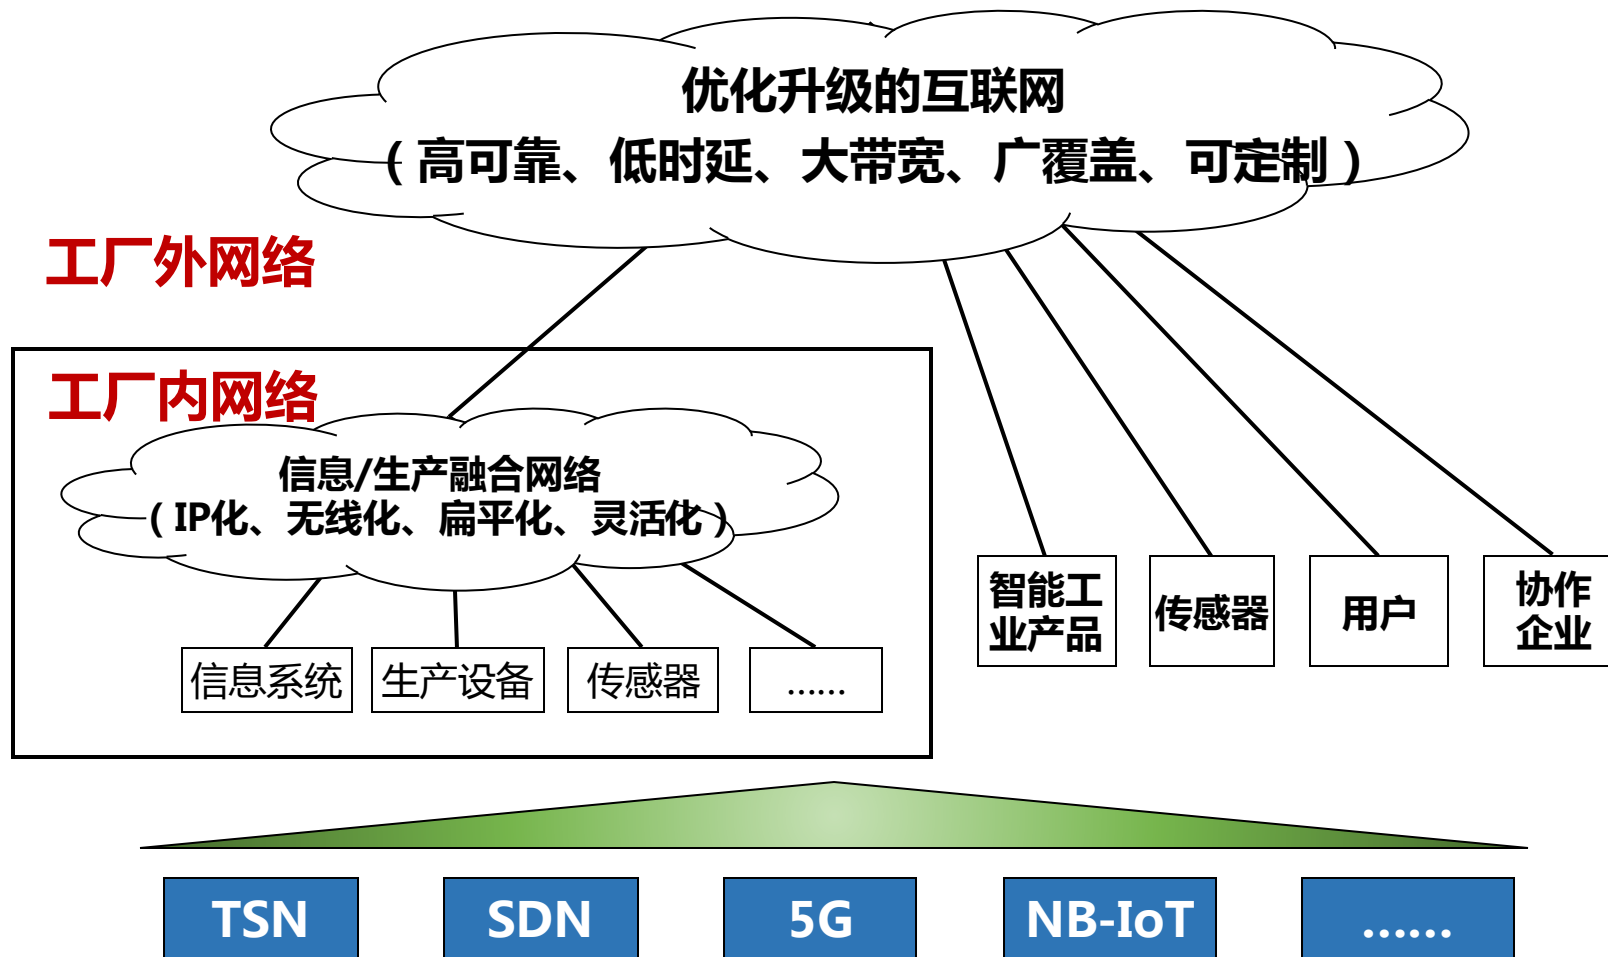 优化升级的互联网
（高可靠、低时延、大带宽、广覆盖、可定制）
工厂外网络
工厂内网络
信息/生产融合网络
（IP化、无线化、扁平化、灵活化）
信息系统
生产设备
传感器
……
智能工
业产品
传感器
用户
协作
企业
TSN
SDN
5G
NB-IoT
……